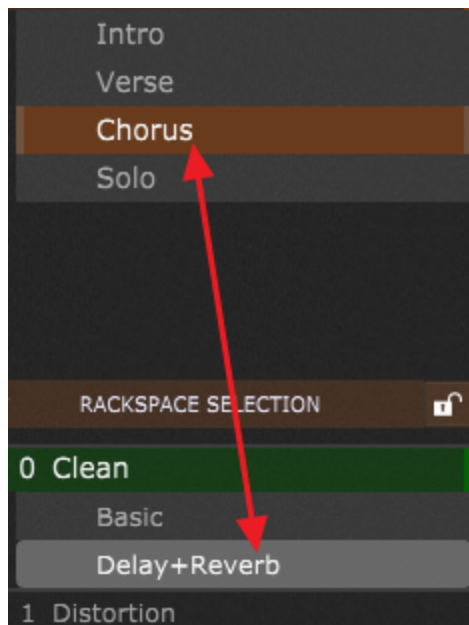 Intro
Verse
Chorus
Solo
RACKSPACE SELECTION
0 Clean
Basic
Delay+Reverb
1 Distortion